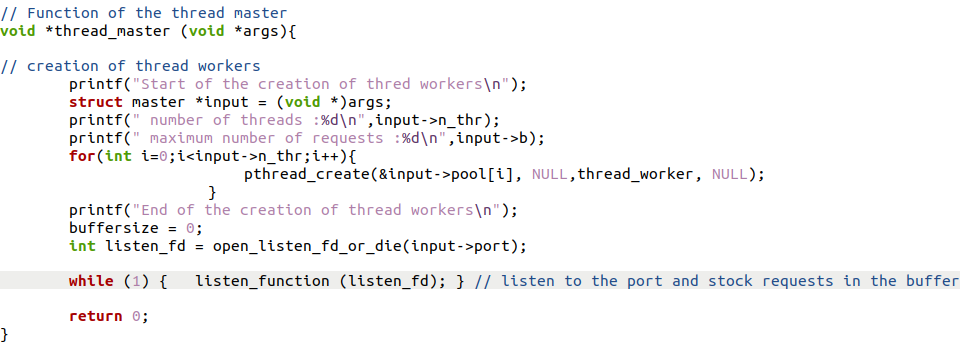 // Function of the thread master
void *thread_master (void *args){
// creation of thread workers
printf("Start of the creation of thred workers\n");
struct master *input = (void *)args;
printf(" number of threads :%d\n",input->n_thr);
printf(" maximum number of requests :%d\n",input->b);
for(int i=0;i<input->n_thr;i++){
pthread_create(&input->pool[i], NULL,thread_worker, NULL);
}
printf("End of the creation of thread workers\n");
buffersize = 0;
int listen_fd = open_listen_fd_or_die(input->port);
while (1) {   listen_function (listen_fd); } // listen to the port and stock requests in the buffer
return 0;
}